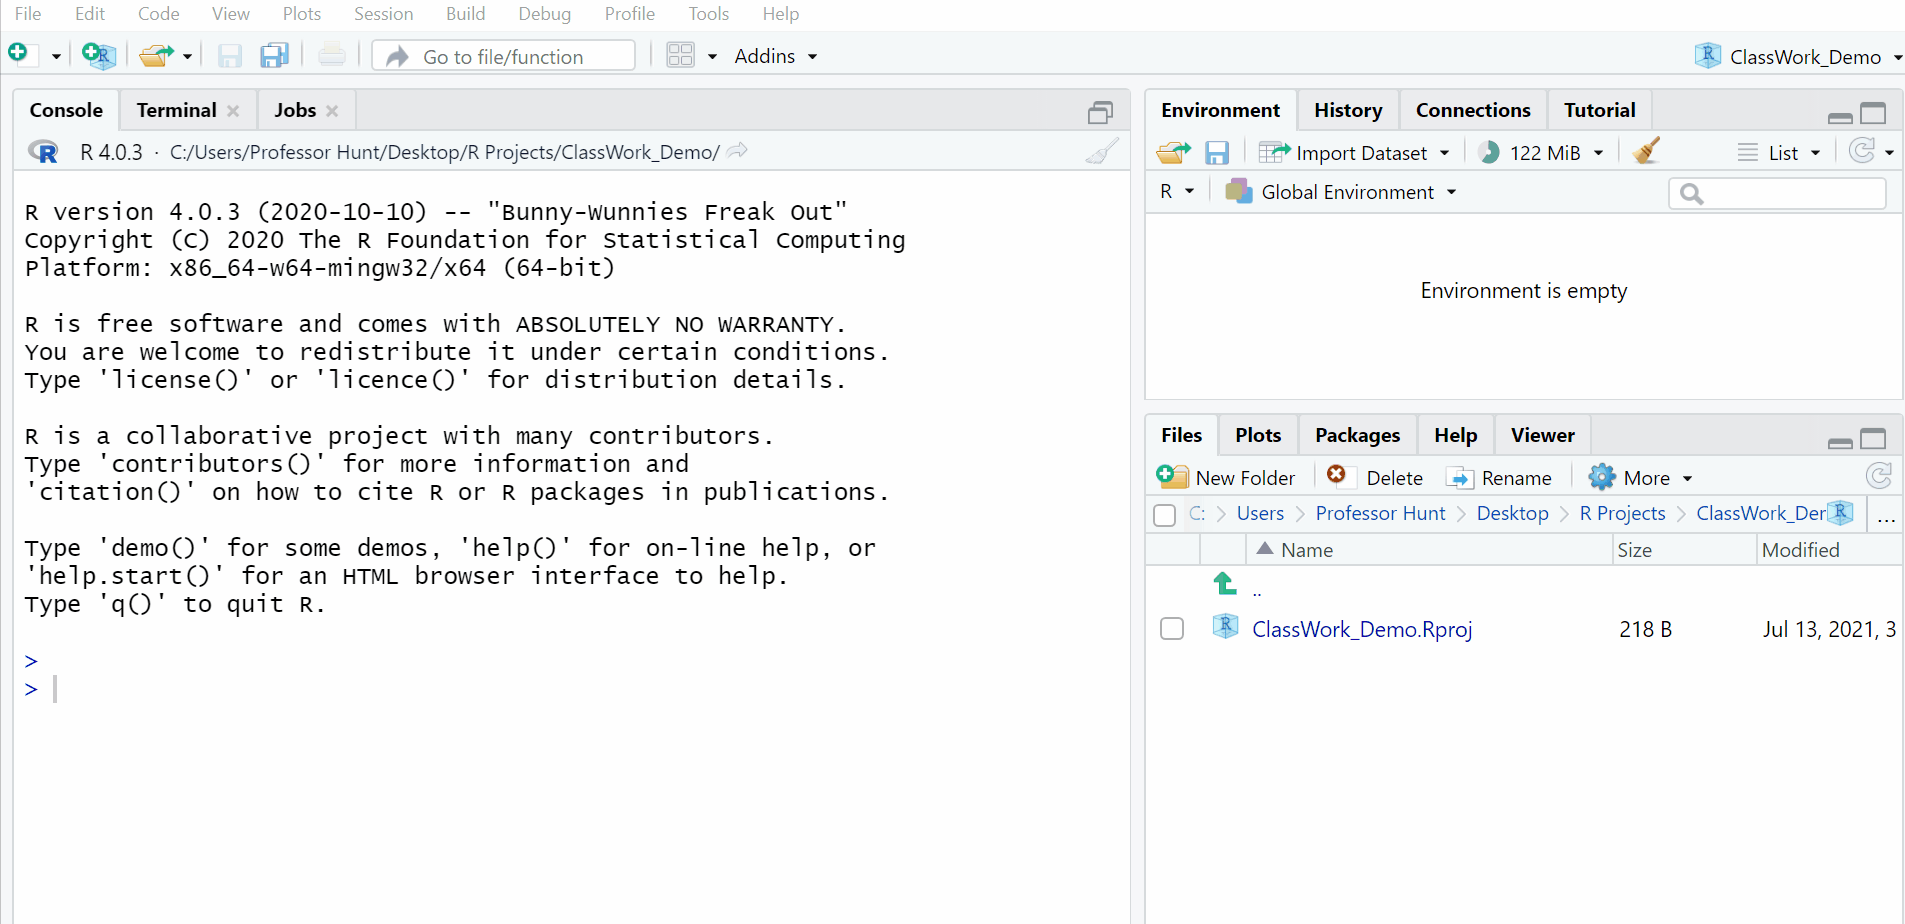 File Edit Code View Plots Session Build Debug Profile Tools Help
Go to file/function Addins ClassWork_Demo
Console Terminal Jobs
R 4.0.3 · C:/Users/Professor Hunt/Desktop/R Projects/ClassWork_Demo/
R version 4.0.3 (2020-10-10) -- "Bunny-Wunnies Freak Out"
Copyright (C) 2020 The R Foundation for Statistical Computing
Platform: x86_64-w64-mingw32/x64 (64-bit)
R is free software and comes with ABSOLUTELY NO WARRANTY.
You are welcome to redistribute it under certain conditions.
Type 'license()' or 'licence()' for distribution details.
R is a collaborative project with many contributors.
Type 'contributors()' for more information and
'citation()' on how to cite R or R packages in publications.
Type 'demo()' for some demos, 'help()' for on-line help, or
'help.start()' for an HTML browser interface to help.
Type 'q()' to quit R.
>
>
Environment History Connections Tutorial
Import Dataset 122 MiB List
R Global Environment
Environment is empty
Files Plots Packages Help Viewer
New Folder Delete Rename More
C: Users Professor Hunt Desktop R Projects ClassWork_Der ...
Name Size Modified
..
ClassWork_Demo.Rproj 218 B Jul 13, 2021, 3